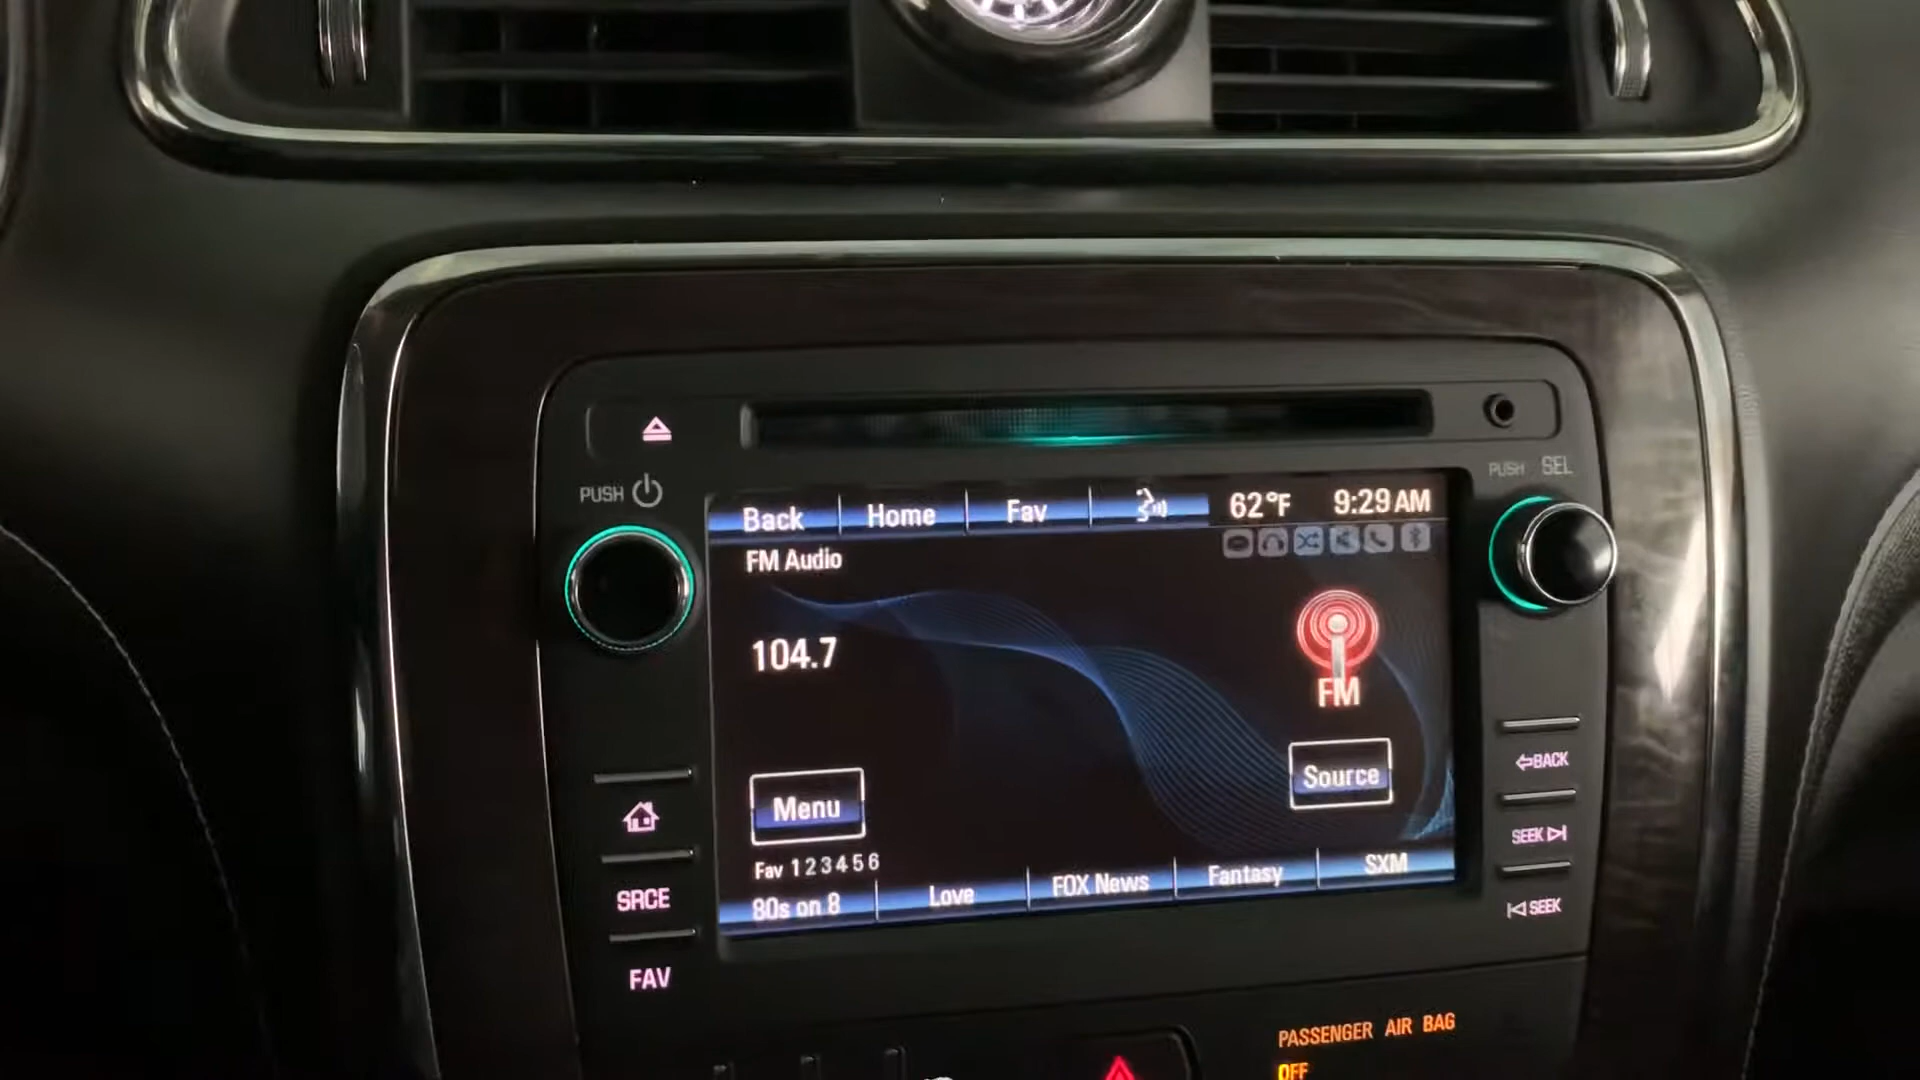 PUSH
PUSH SEL
Back Home Fav 62°F 9:29 AM
FM Audio
104.7
FM
Menu
Source
Fav 1 2 3 4 5 6
80s on 8 Love FOX News Fantasy SXM
SRCE
FAV
BACK
SEEK
SEEK
PASSENGER AIR BAG
OFF